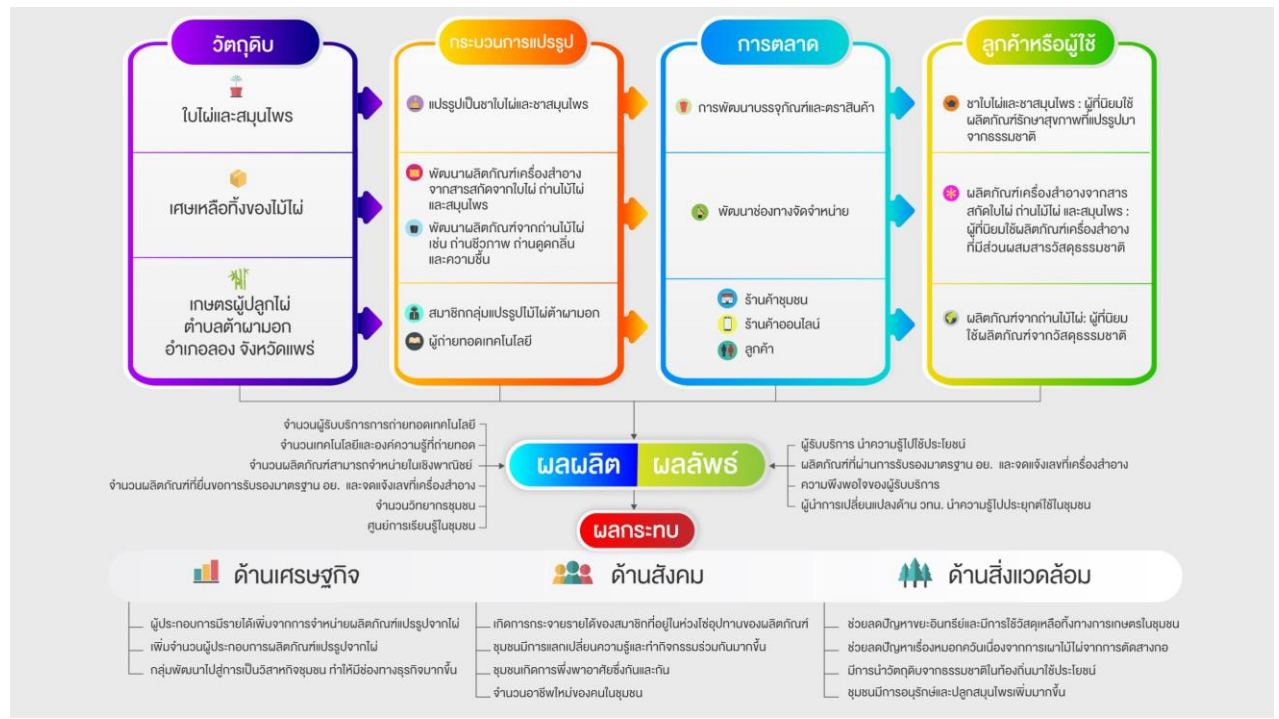 วัตถุดิบ
ใบไผ่และสมุนไพร
เศษเหลือทิ้งของไม้ไผ่
เกษตรผู้ปลูกไผ่
ตำบลต้าผามอก
อำเภอลอง จังหวัดแพร่
กระบวนการแปรรูป
แปรรูปเป็นชาใบไผ่และชาสมุนไพร
พัฒนาผลิตภัณฑ์เครื่องสำอาง
จากสารสกัดจากใบไผ่ ถ่านไม้ไผ่
และสมุนไพร
พัฒนาผลิตภัณฑ์จากถ่านไม้ไผ่
เช่น ถ่านชีวภาพ ถ่านดูดกลิ่น
และความชื้น
สมาชิกกลุ่มแปรรูปไม้ไผ่ต้าผามอก
ผู้ถ่ายทอดเทคโนโลยี
การตลาด
การพัฒนาบรรจุภัณฑ์และตราสินค้า
พัฒนาช่องทางจัดจำหน่าย
ร้านค้าชุมชน
ร้านค้าออนไลน์
ลูกค้า
ลูกค้าหรือผู้ใช้
ชาใบไผ่และชาสมุนไพร : ผู้ที่นิยมใช้
ผลิตภัณฑ์รักษาสุขภาพที่แปรรูปมา
จากธรรมชาติ
ผลิตภัณฑ์เครื่องสำอางจากสาร
สกัดใบไผ่ ถ่านไม้ไผ่ และสมุนไพร :
ผู้ที่นิยมใช้ผลิตภัณฑ์เครื่องสำอาง
ที่มีส่วนผสมสารวัสดุธรรมชาติ
ผลิตภัณฑ์จากถ่านไม้ไผ่: ผู้ที่นิยม
ใช้ผลิตภัณฑ์จากวัสดุธรรมชาติ
จำนวนผู้รับบริการการถ่ายทอดเทคโนโลยี
จำนวนเทคโนโลยีและองค์ความรู้ที่ถ่ายทอด
จำนวนผลิตภัณฑ์สามารถจำหน่ายในเชิงพาณิชย์
จำนวนผลิตภัณฑ์ที่ยื่นขอการรับรองมาตรฐาน อย. และจดแจ้งเลขที่เครื่องสำอาง
จำนวนวิทยากรชุมชน
ศูนย์การเรียนรู้ในชุมชน
ผลผลิต ผลลัพธ์
ผู้รับบริการ นำความรู้ไปใช้ประโยชน์
ผลิตภัณฑ์ที่ผ่านการรับรองมาตรฐาน อย. และจดแจ้งเลขที่เครื่องสำอาง
ความพึงพอใจของผู้รับบริการ
ผู้นำการเปลี่ยนแปลงด้าน วทน. นำความรู้ไปประยุกต์ใช้ในชุมชน
ผลกระทบ
ด้านเศรษฐกิจ
ผู้ประกอบการมีรายได้เพิ่มจากการจำหน่ายผลิตภัณฑ์แปรรูปจากไผ่
เพิ่มจำนวนผู้ประกอบการผลิตภัณฑ์แปรรูปจากไผ่
กลุ่มพัฒนาไปสู่การเป็นวิสาหกิจชุมชน ทำให้มีช่องทางธุรกิจมากขึ้น
ด้านสังคม
เกิดการกระจายรายได้ของสมาชิกที่อยู่ในห่วงโซ่อุปทานของผลิตภัณฑ์
ชุมชนมีการแลกเปลี่ยนความรู้และทำกิจกรรมร่วมกันมากขึ้น
ชุมชนเกิดการพึ่งพาอาศัยซึ่งกันและกัน
จำนวนอาชีพใหม่ของคนในชุมชน
ด้านสิ่งแวดล้อม
ช่วยลดปัญหาขยะอินทรีย์และมีการใช้วัสดุเหลือทิ้งทางการเกษตรในชุมชน
ช่วยลดปัญหาเรื่องหมอกควันเนื่องจากการเผาไม้ไผ่จากการตัดสางกอ
มีการนำวัตถุดิบจากธรรมชาติในท้องถิ่นมาใช้ประโยชน์
ชุมชนมีการอนุรักษ์และปลูกสมุนไพรเพิ่มมากขึ้น